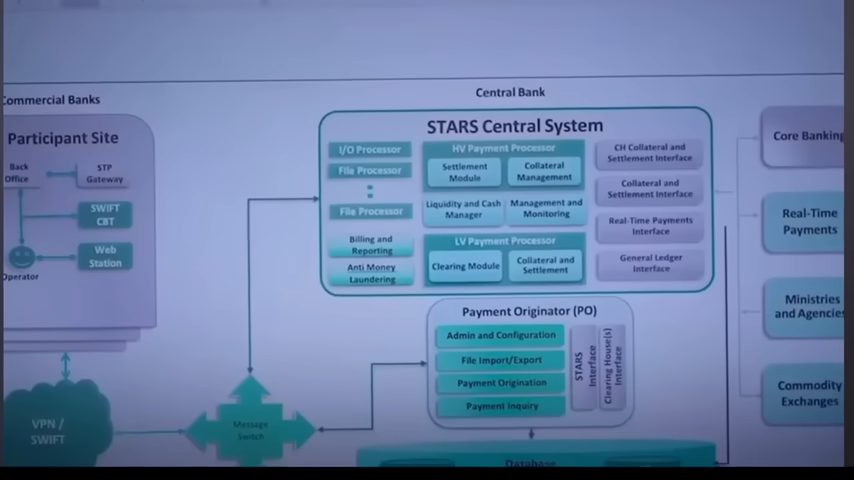 Commercial Banks
Central Bank
Participant Site
Back
Office
STP
Gateway
SWIFT
CBT
Web
Station
Operator
VPN /
SWIFT
Message
Switch
STARS Central System
I/O Processor
File Processor
File Processor
Billing and
Reporting
Anti Money
Laundering
HV Payment Processor
Settlement
Module
Collateral
Management
Liquidity and Cash
Manager
Management and
Monitoring
LV Payment Processor
Clearing Module
Collateral and
Settlement
CH Collateral and
Settlement Interface
Collateral and
Settlement Interface
Real-Time Payments
Interface
General Ledger
Interface
Payment Originator (PO)
Admin and Configuration
File Import/Export
Payment Origination
Payment Inquiry
STARS
Interface
Clearing House(s)
Interface
Database
Core Banking
Real-Time
Payments
Ministries
and Agencies
Commodity
Exchanges